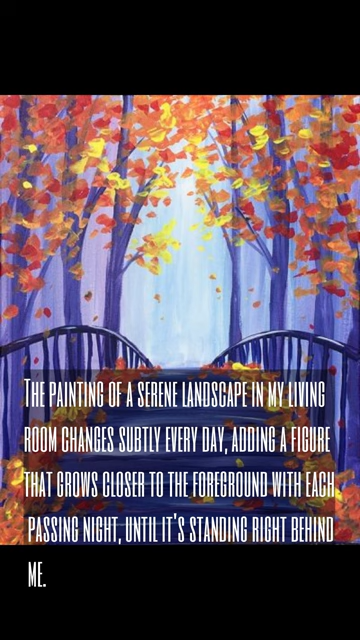 The painting of a serene landscape in my living
room changes subtly every day, adding a figure
that grows closer to the foreground with each
passing night, until it's standing right behind
me.